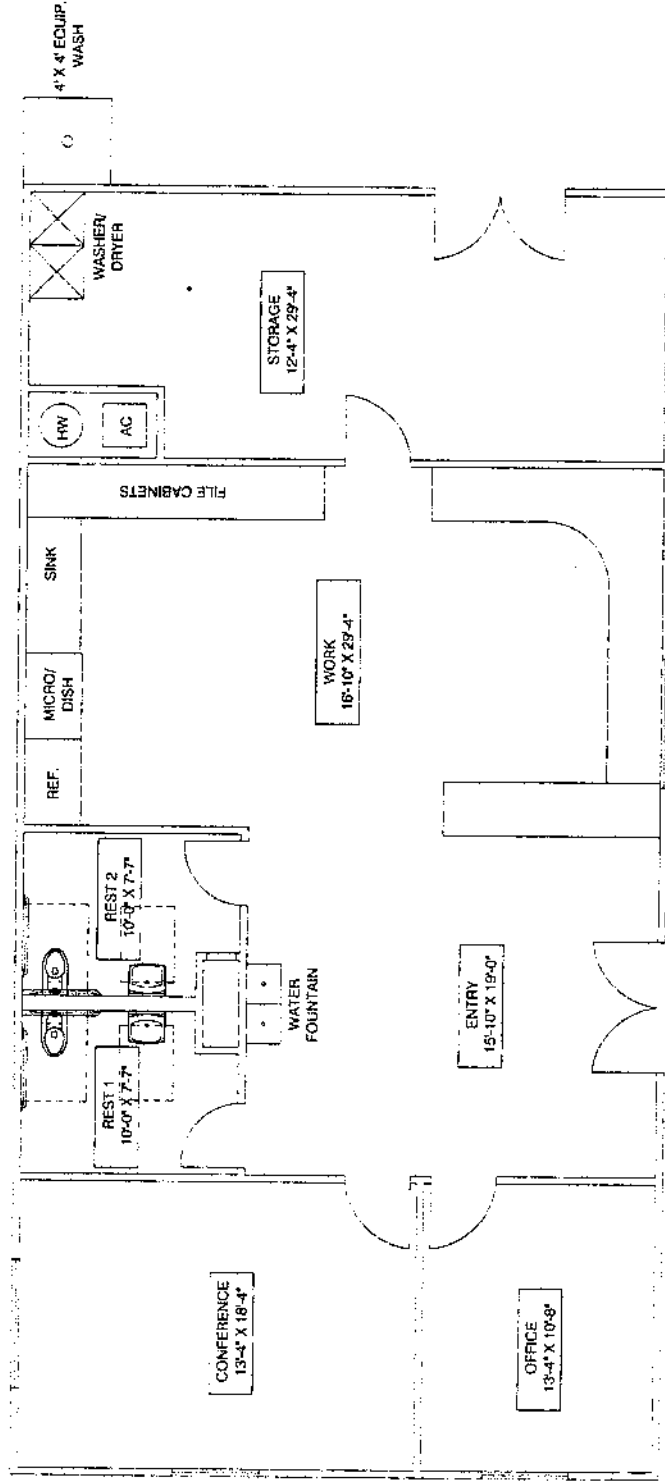 REF.
MICRO/
DISH
SINK
HW
4' X 4' EQUIP.
WASH
REST 1
10'-0" X 7'-7"
REST 2
10'-0" X 7'-7"
FILE CABINETS
AC
WASHER/
DRYER
CONFERENCE
13'-4" X 18'-4"
WATER
FOUNTAIN
WORK
16'-10" X 29'-4"
STORAGE
12'-4" X 29'-4"
OFFICE
13'-4" X 10'-8"
ENTRY
15'-10" X 19'-0"